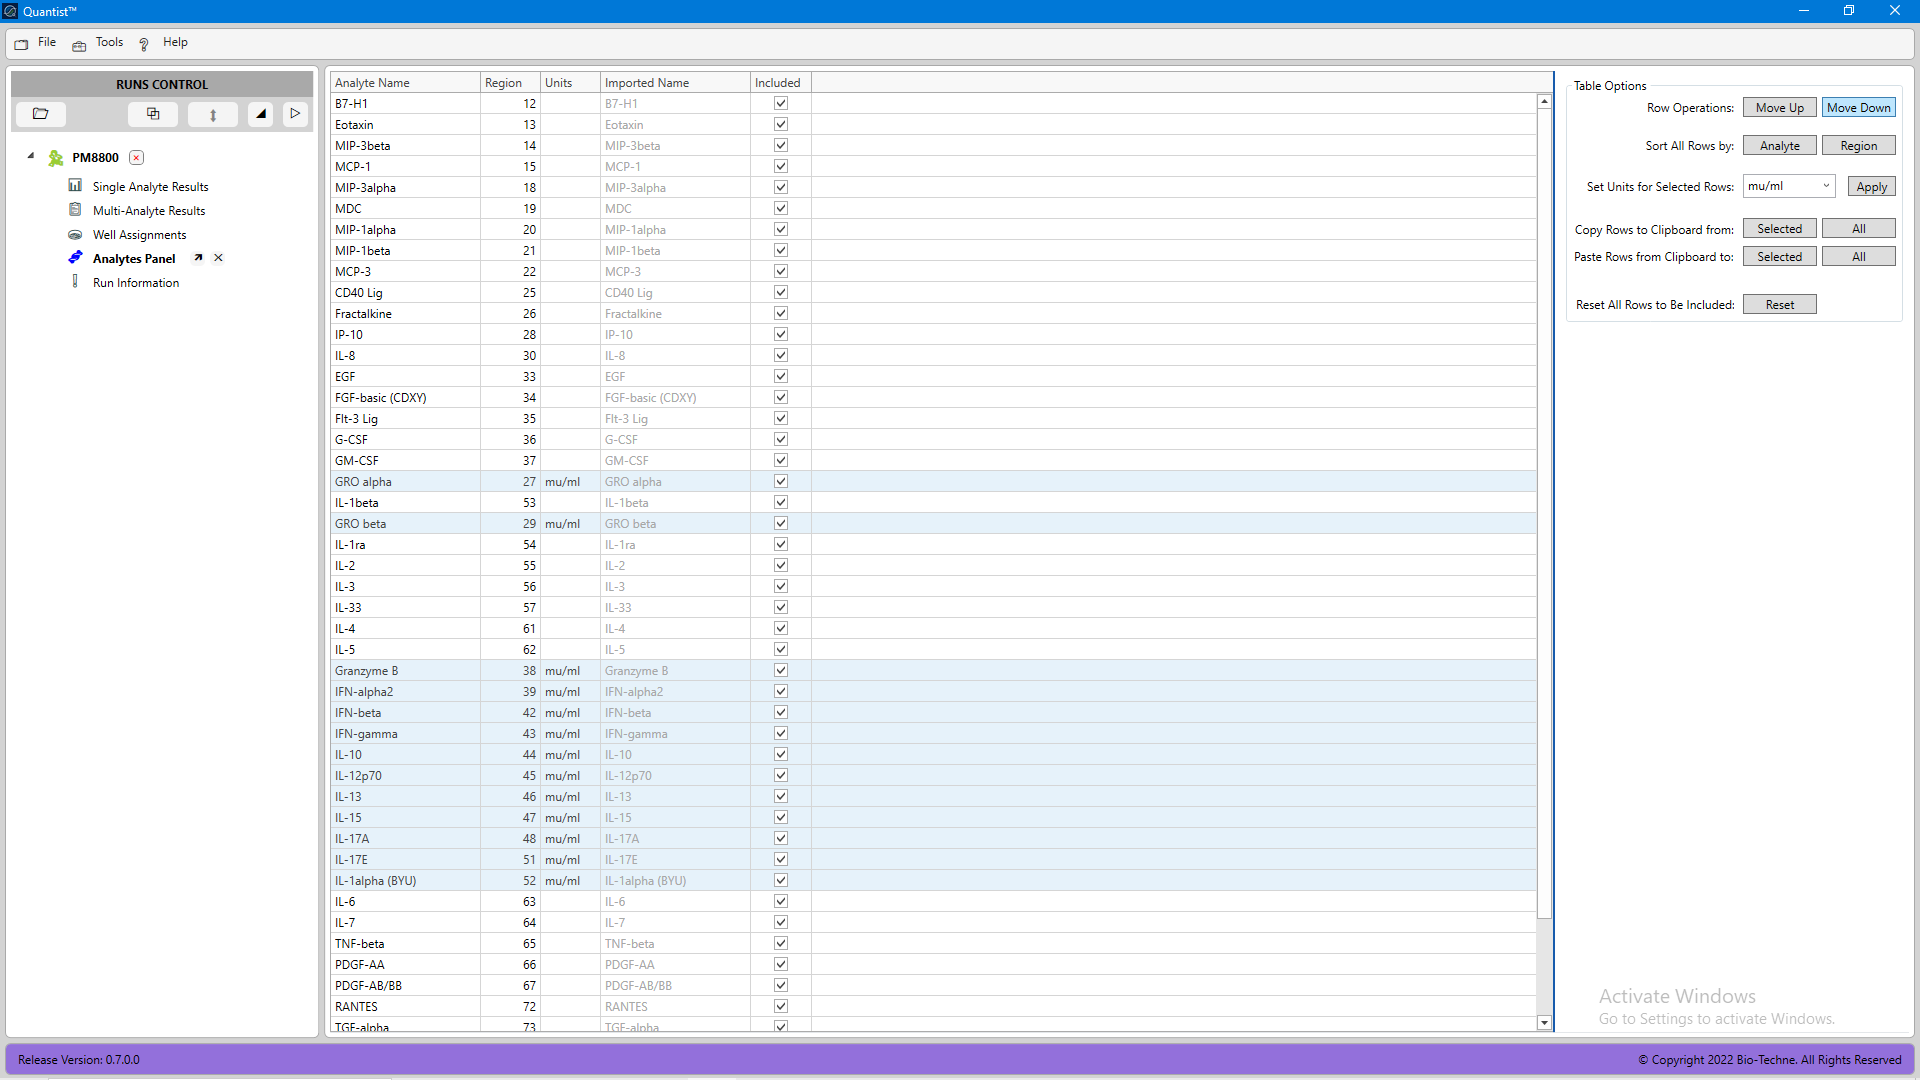 Quantist™
File Tools Help
RUNS CONTROL
PM8800
Single Analyte Results
Multi-Analyte Results
Well Assignments
Analytes Panel
Run Information
Analyte Name Region Units Imported Name Included
B7-H1 12 B7-H1
Eotaxin 13 Eotaxin
MIP-3beta 14 MIP-3beta
MCP-1 15 MCP-1
MIP-3alpha 18 MIP-3alpha
MDC 19 MDC
MIP-1alpha 20 MIP-1alpha
MIP-1beta 21 MIP-1beta
MCP-3 22 MCP-3
CD40 Lig 25 CD40 Lig
Fractalkine 26 Fractalkine
IP-10 28 IP-10
IL-8 30 IL-8
EGF 33 EGF
FGF-basic (CDXY) 34 FGF-basic (CDXY)
Flt-3 Lig 35 Flt-3 Lig
G-CSF 36 G-CSF
GM-CSF 37 GM-CSF
GRO alpha 27 mu/ml GRO alpha
IL-1beta 53 IL-1beta
GRO beta 29 mu/ml GRO beta
IL-1ra 54 IL-1ra
IL-2 55 IL-2
IL-3 56 IL-3
IL-33 57 IL-33
IL-4 61 IL-4
IL-5 62 IL-5
Granzyme B 38 mu/ml Granzyme B
IFN-alpha2 39 mu/ml IFN-alpha2
IFN-beta 42 mu/ml IFN-beta
IFN-gamma 43 mu/ml IFN-gamma
IL-10 44 mu/ml IL-10
IL-12p70 45 mu/ml IL-12p70
IL-13 46 mu/ml IL-13
IL-15 47 mu/ml IL-15
IL-17A 48 mu/ml IL-17A
IL-17E 51 mu/ml IL-17E
IL-1alpha (BYU) 52 mu/ml IL-1alpha (BYU)
IL-6 63 IL-6
IL-7 64 IL-7
TNF-beta 65 TNF-beta
PDGF-AA 66 PDGF-AA
PDGF-AB/BB 67 PDGF-AB/BB
RANTES 72 RANTES
TGF-alpha 73 TGF-alpha
Table Options
Row Operations: Move Up Move Down
Sort All Rows by: Analyte Region
Set Units for Selected Rows: mu/ml Apply
Copy Rows to Clipboard from: Selected All
Paste Rows from Clipboard to: Selected All
Reset All Rows to Be Included: Reset
Activate Windows
Go to Settings to activate Windows.
Release Version: 0.7.0.0
© Copyright 2022 Bio-Techne. All Rights Reserved